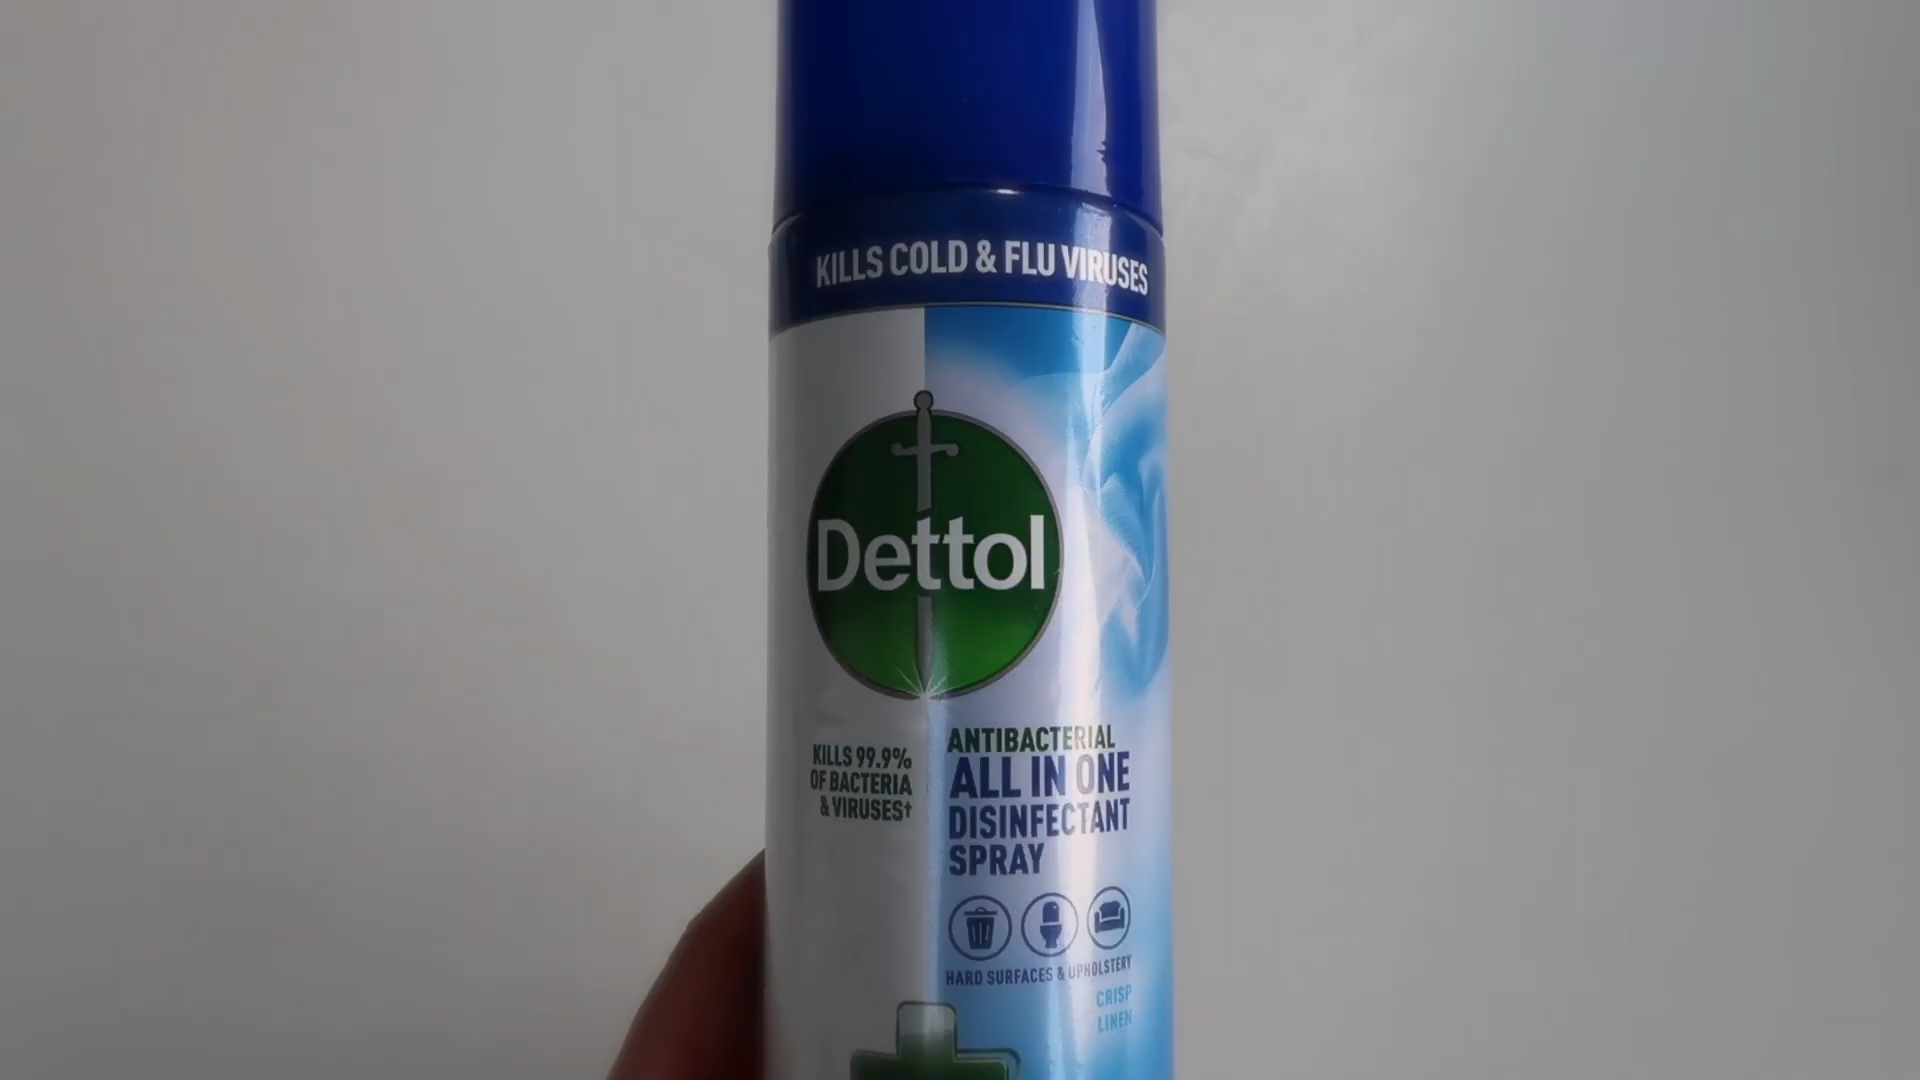 KILLS COLD & FLU VIRUSES
Dettol
KILLS 99.9%
OF BACTERIA
& VIRUSES†
ANTIBACTERIAL
ALL IN ONE
DISINFECTANT
SPRAY
HARD SURFACES & UPHOLSTERY
CRISP
LINEN